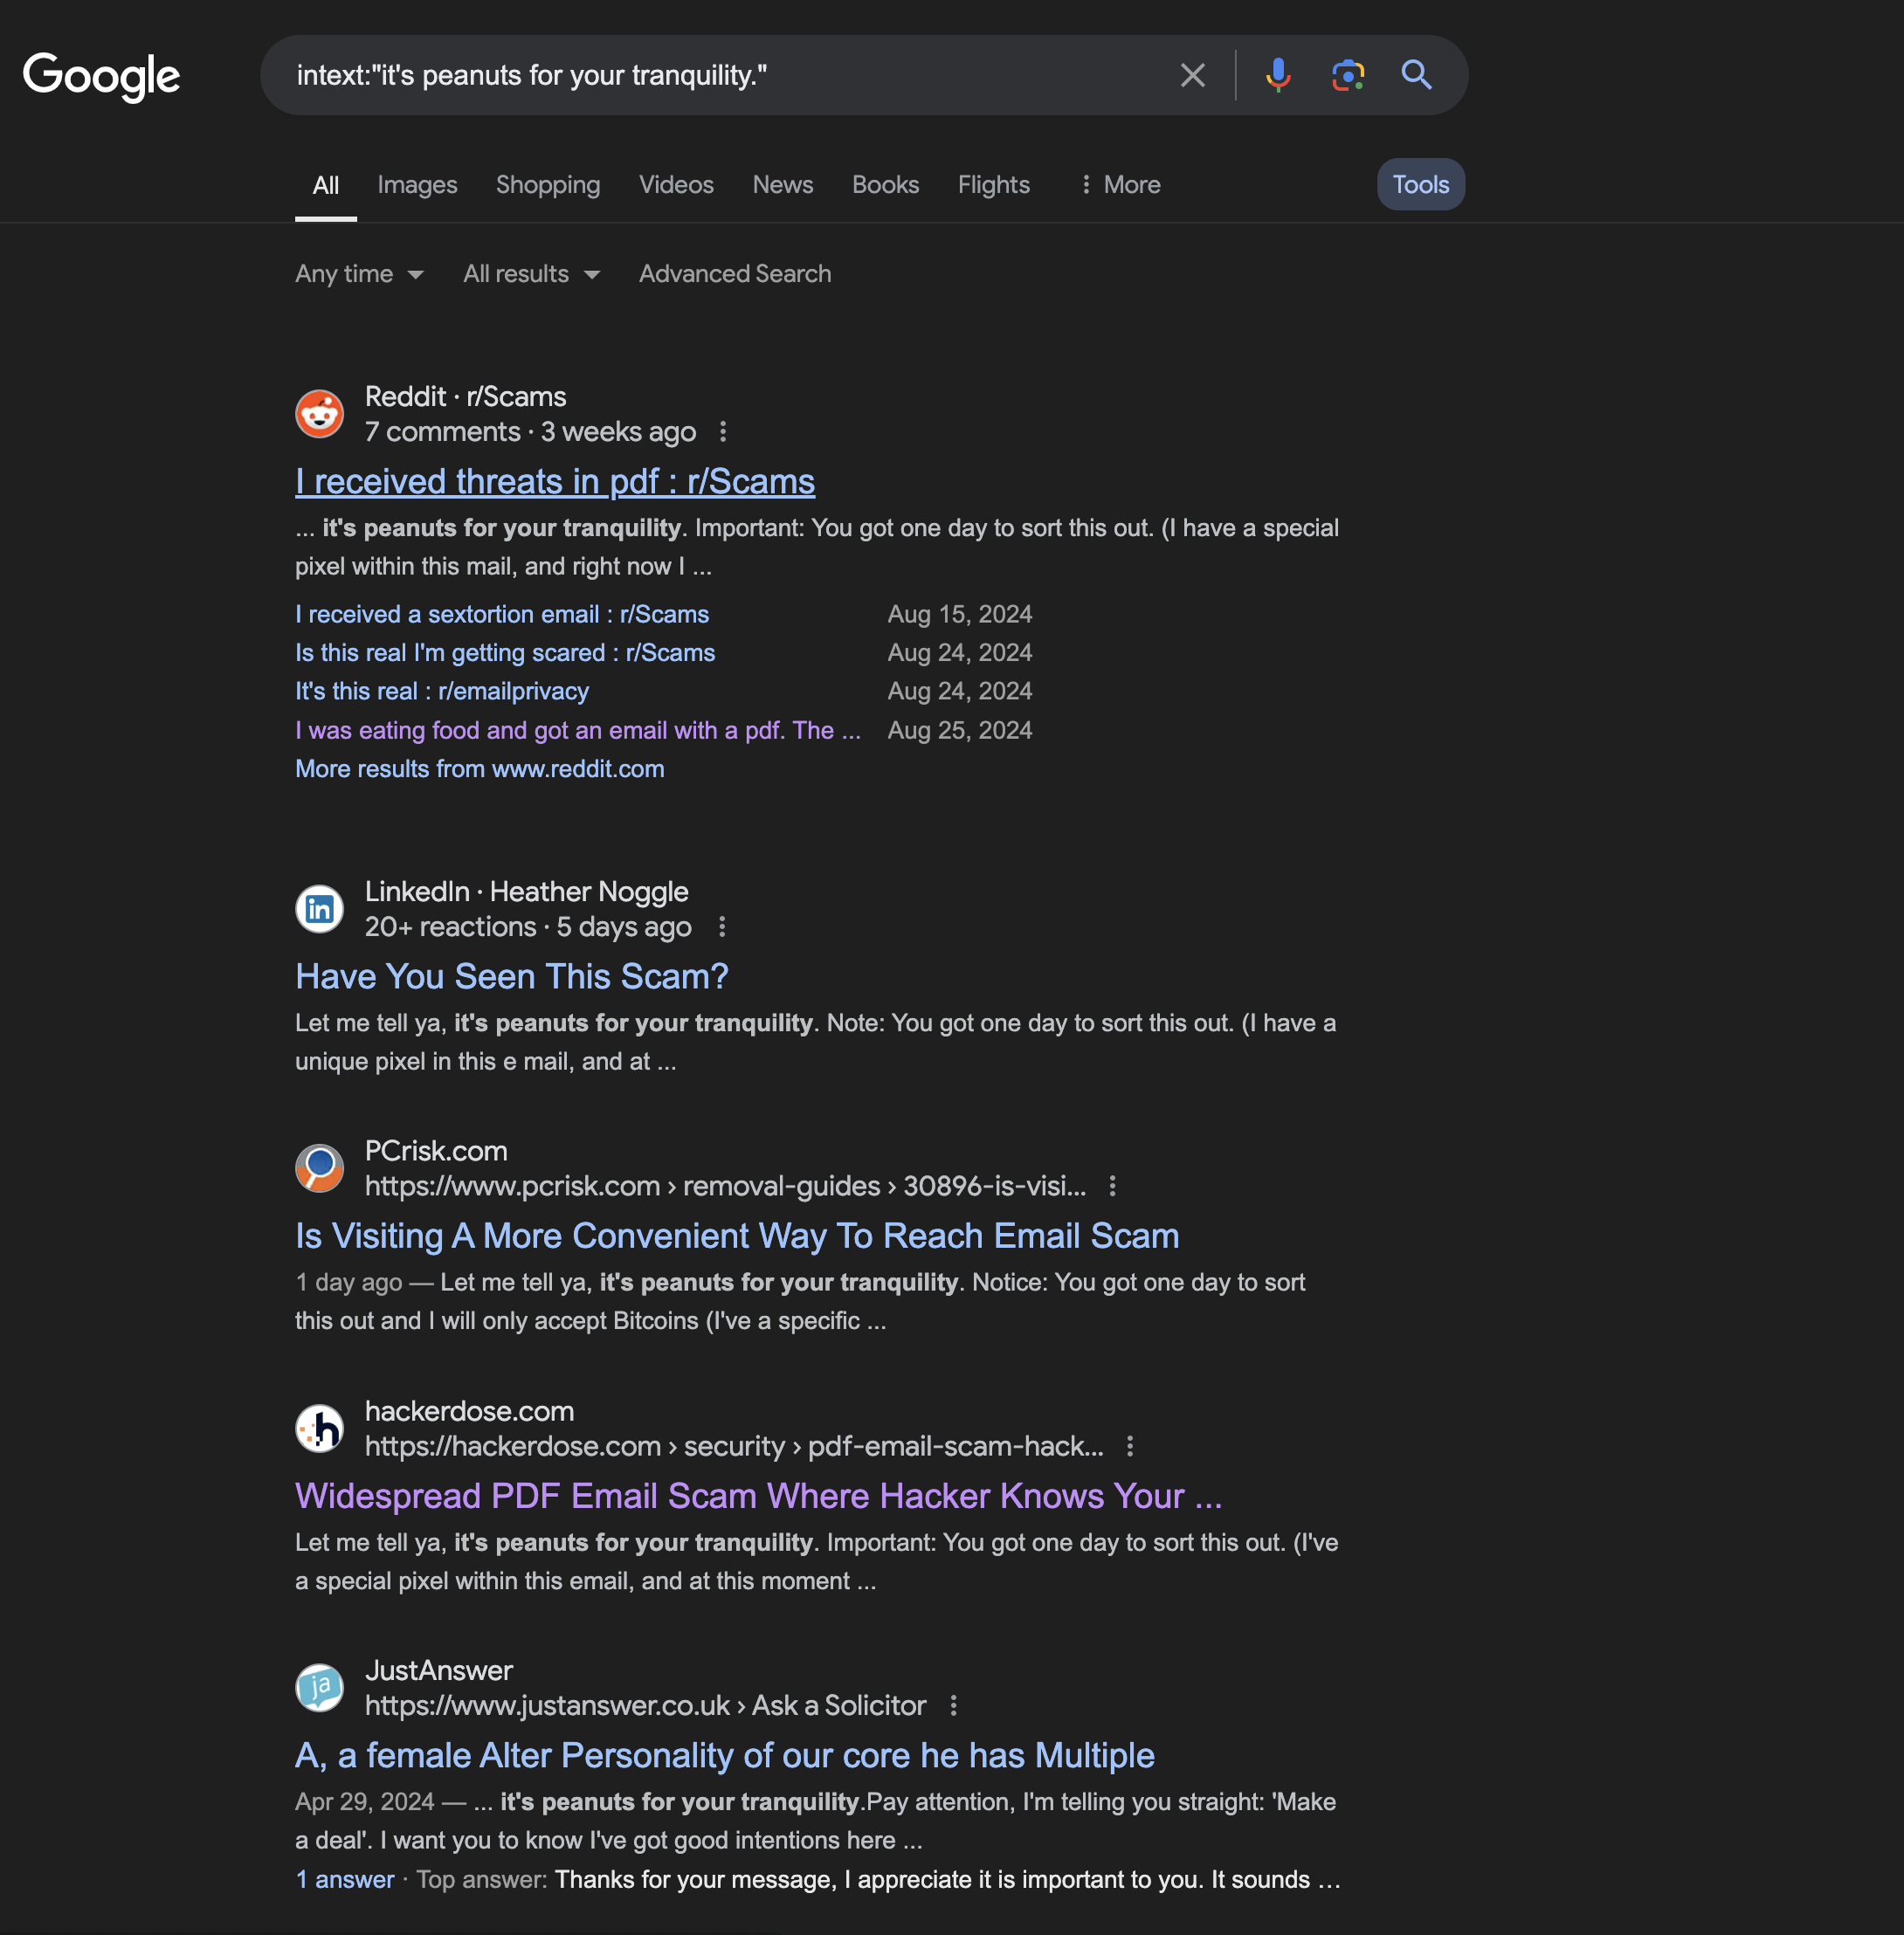 Google
intext:"it's peanuts for your tranquility."
All Images Shopping Videos News Books Flights More Tools
Any time All results Advanced Search
Reddit · r/Scams
7 comments · 3 weeks ago
I received threats in pdf : r/Scams
... it's peanuts for your tranquility. Important: You got one day to sort this out. (I have a special
pixel within this mail, and right now I ...
I received a sextortion email : r/Scams Aug 15, 2024
Is this real I'm getting scared : r/Scams Aug 24, 2024
It's this real : r/emailprivacy Aug 24, 2024
I was eating food and got an email with a pdf. The ... Aug 25, 2024
More results from www.reddit.com
in
LinkedIn · Heather Noggle
20+ reactions · 5 days ago
Have You Seen This Scam?
Let me tell ya, it's peanuts for your tranquility. Note: You got one day to sort this out. (I have a
unique pixel in this e mail, and at ...
PCrisk.com
https://www.pcrisk.com › removal-guides › 30896-is-visi...
Is Visiting A More Convenient Way To Reach Email Scam
1 day ago — Let me tell ya, it's peanuts for your tranquility. Notice: You got one day to sort
this out and I will only accept Bitcoins (I've a specific ...
h
hackerdose.com
https://hackerdose.com › security › pdf-email-scam-hack...
Widespread PDF Email Scam Where Hacker Knows Your ...
Let me tell ya, it's peanuts for your tranquility. Important: You got one day to sort this out. (I've
a special pixel within this email, and at this moment ...
ja
JustAnswer
https://www.justanswer.co.uk › Ask a Solicitor
A, a female Alter Personality of our core he has Multiple
Apr 29, 2024 — ... it's peanuts for your tranquility.Pay attention, I'm telling you straight: 'Make
a deal'. I want you to know I've got good intentions here ...
1 answer · Top answer: Thanks for your message, I appreciate it is important to you. It sounds ...